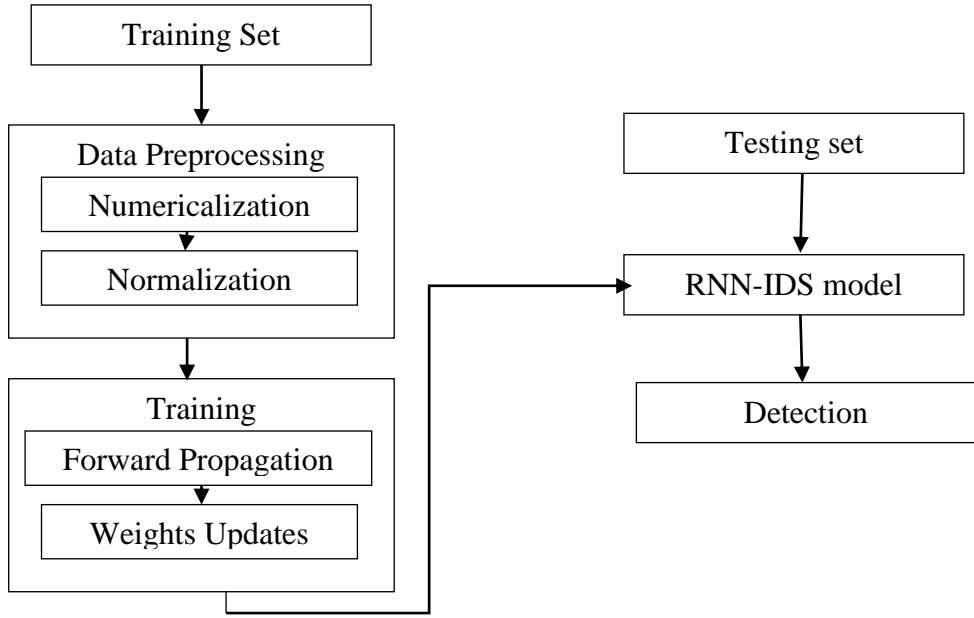 Training Set
Data Preprocessing
Numericalization
Normalization
Training
Forward Propagation
Weights Updates
Testing set
RNN-IDS model
Detection